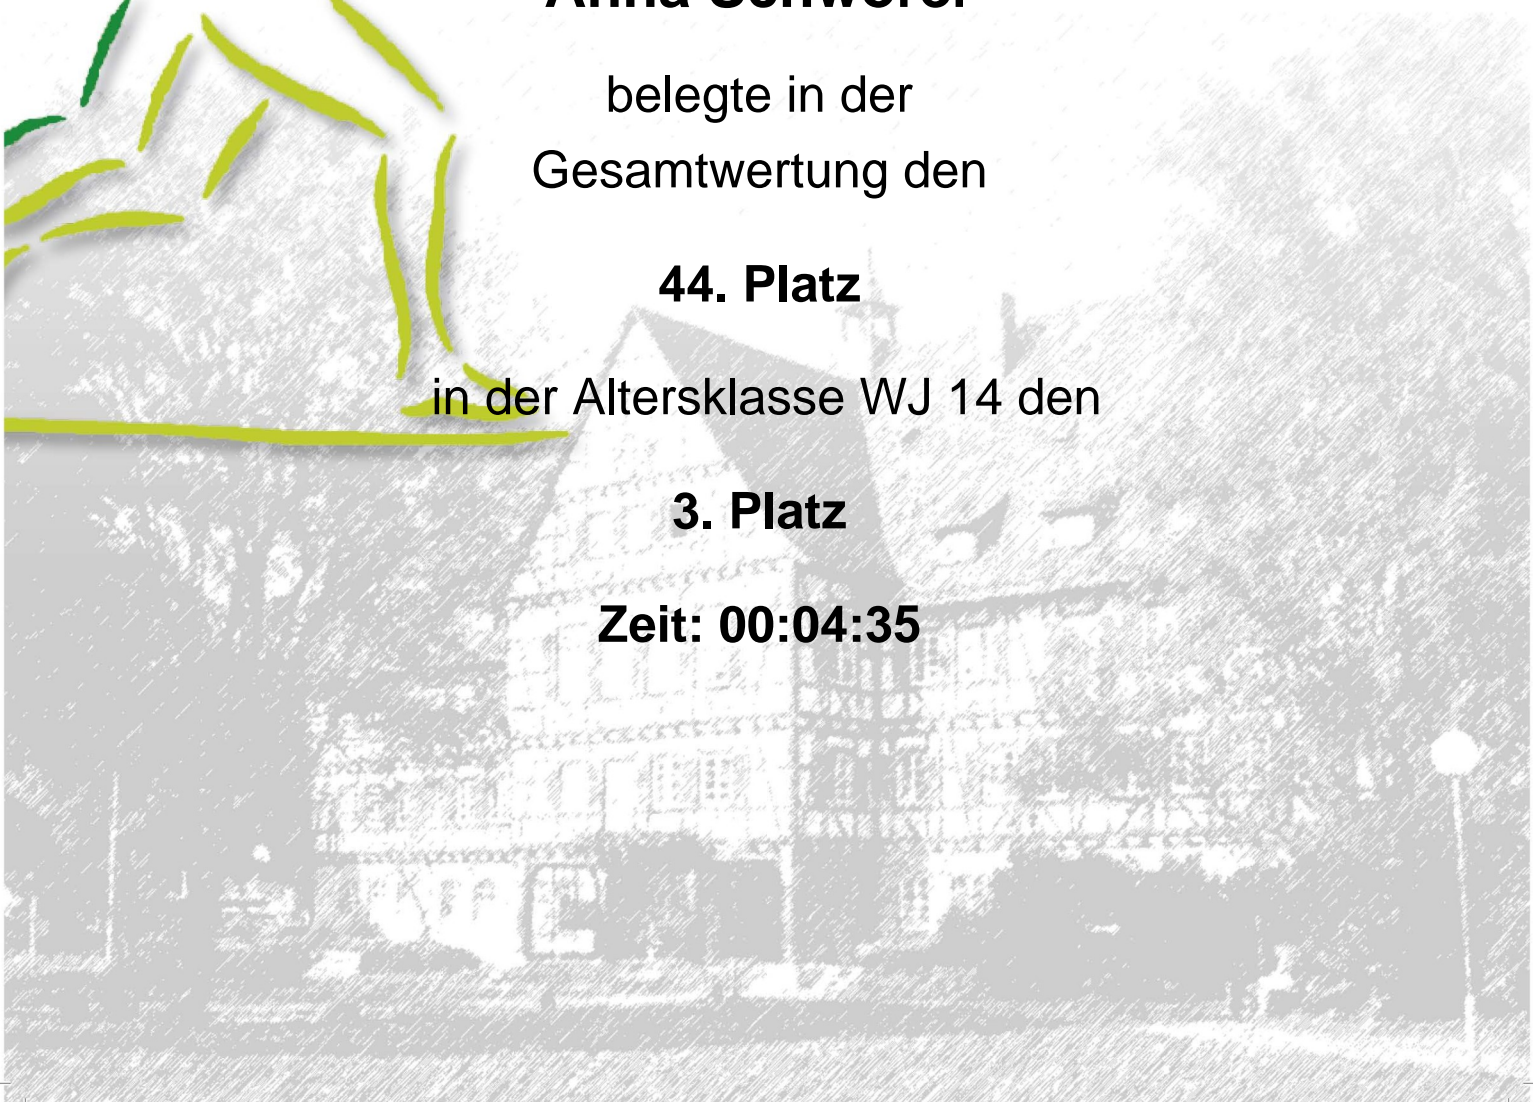 Anna
belegte in der
Gesamtwertung den
44. Platz
in der Altersklasse WJ 14 den
3. Platz
Zeit: 00:04:35